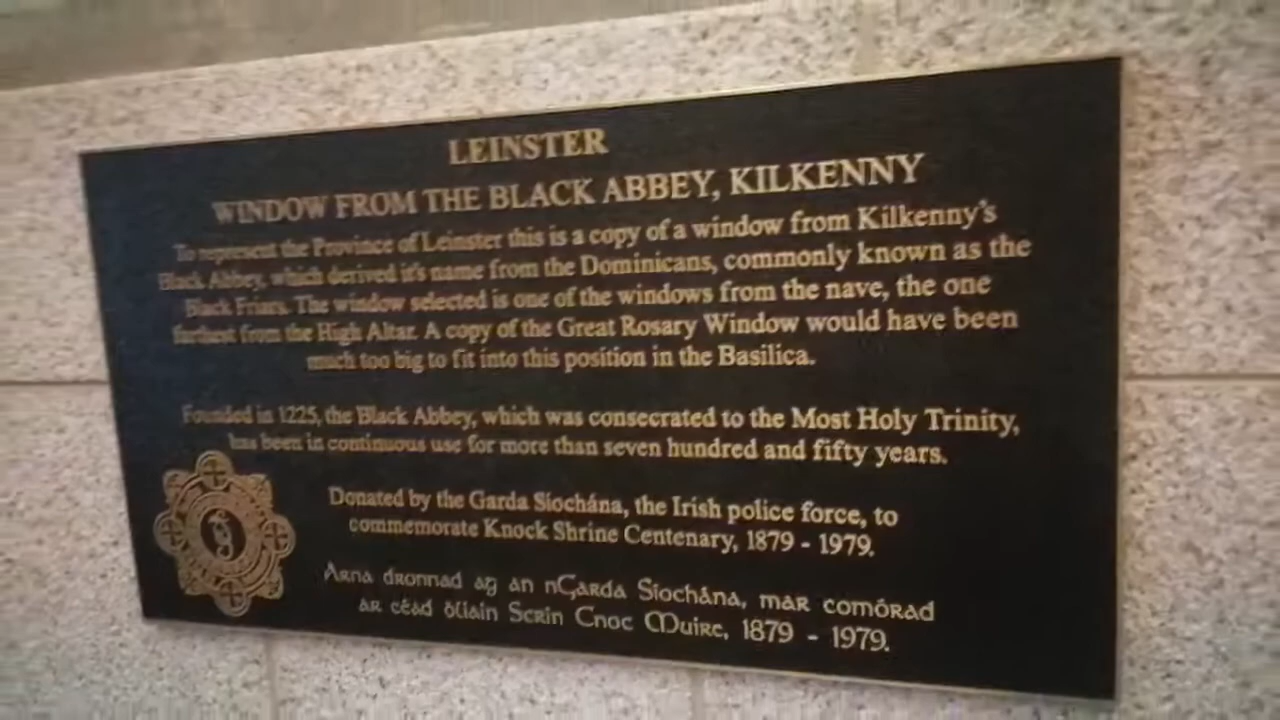 LEINSTER
WINDOW FROM THE BLACK ABBEY, KILKENNY
To represent the Province of Leinster this is a copy of a window from Kilkenny's
Black Abbey, which derived it's name from the Dominicans, commonly known as the
Black Friars. The window selected is one of the windows from the nave, the one
furthest from the High Altar. A copy of the Great Rosary Window would have been
much too big to fit into this position in the Basilica.
Founded in 1225, the Black Abbey, which was consecrated to the Most Holy Trinity,
has been in continuous use for more than seven hundred and fifty years.
Donated by the Garda Síochána, the Irish police force, to
commemorate Knock Shrine Centenary, 1879 - 1979.
Arna dronnad ag an nGarda Síochána, mar comórad
ar céad bliain Scrín Cnoc Muire, 1879 - 1979.